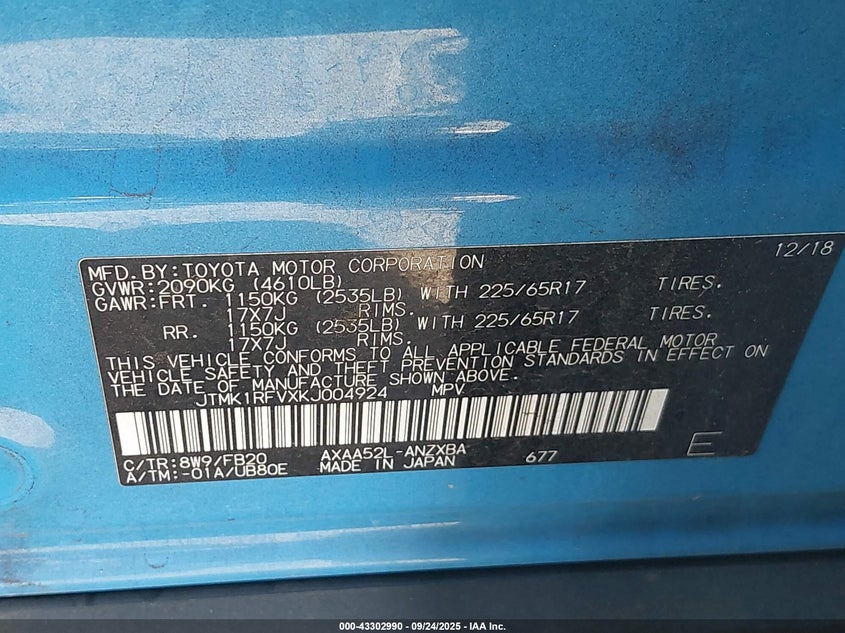 12/18
MFD. BY: TOYOTA MOTOR CORPORATION
GVWR: 2090KG (4610LB)
GAWR: FRT. 1150KG (2535LB) WITH 225/65R17 TIRES.
17X7J RIMS.
RR. 1150KG (2535LB) WITH 225/65R17 TIRES.
17X7J RIMS.
THIS VEHICLE CONFORMS TO ALL APPLICABLE FEDERAL MOTOR
VEHICLE SAFETY AND THEFT PREVENTION STANDARDS IN EFFECT ON
THE DATE OF MANUFACTURE SHOWN ABOVE.
JTMK1RFVXKJ004924 MPV
C/TR: 8W9/FB20 AXAA52L-ANZXBA 677 E
A/TM: -01A/UB80E MADE IN JAPAN
000-43302990 - 09/24/2025 - IAA Inc.